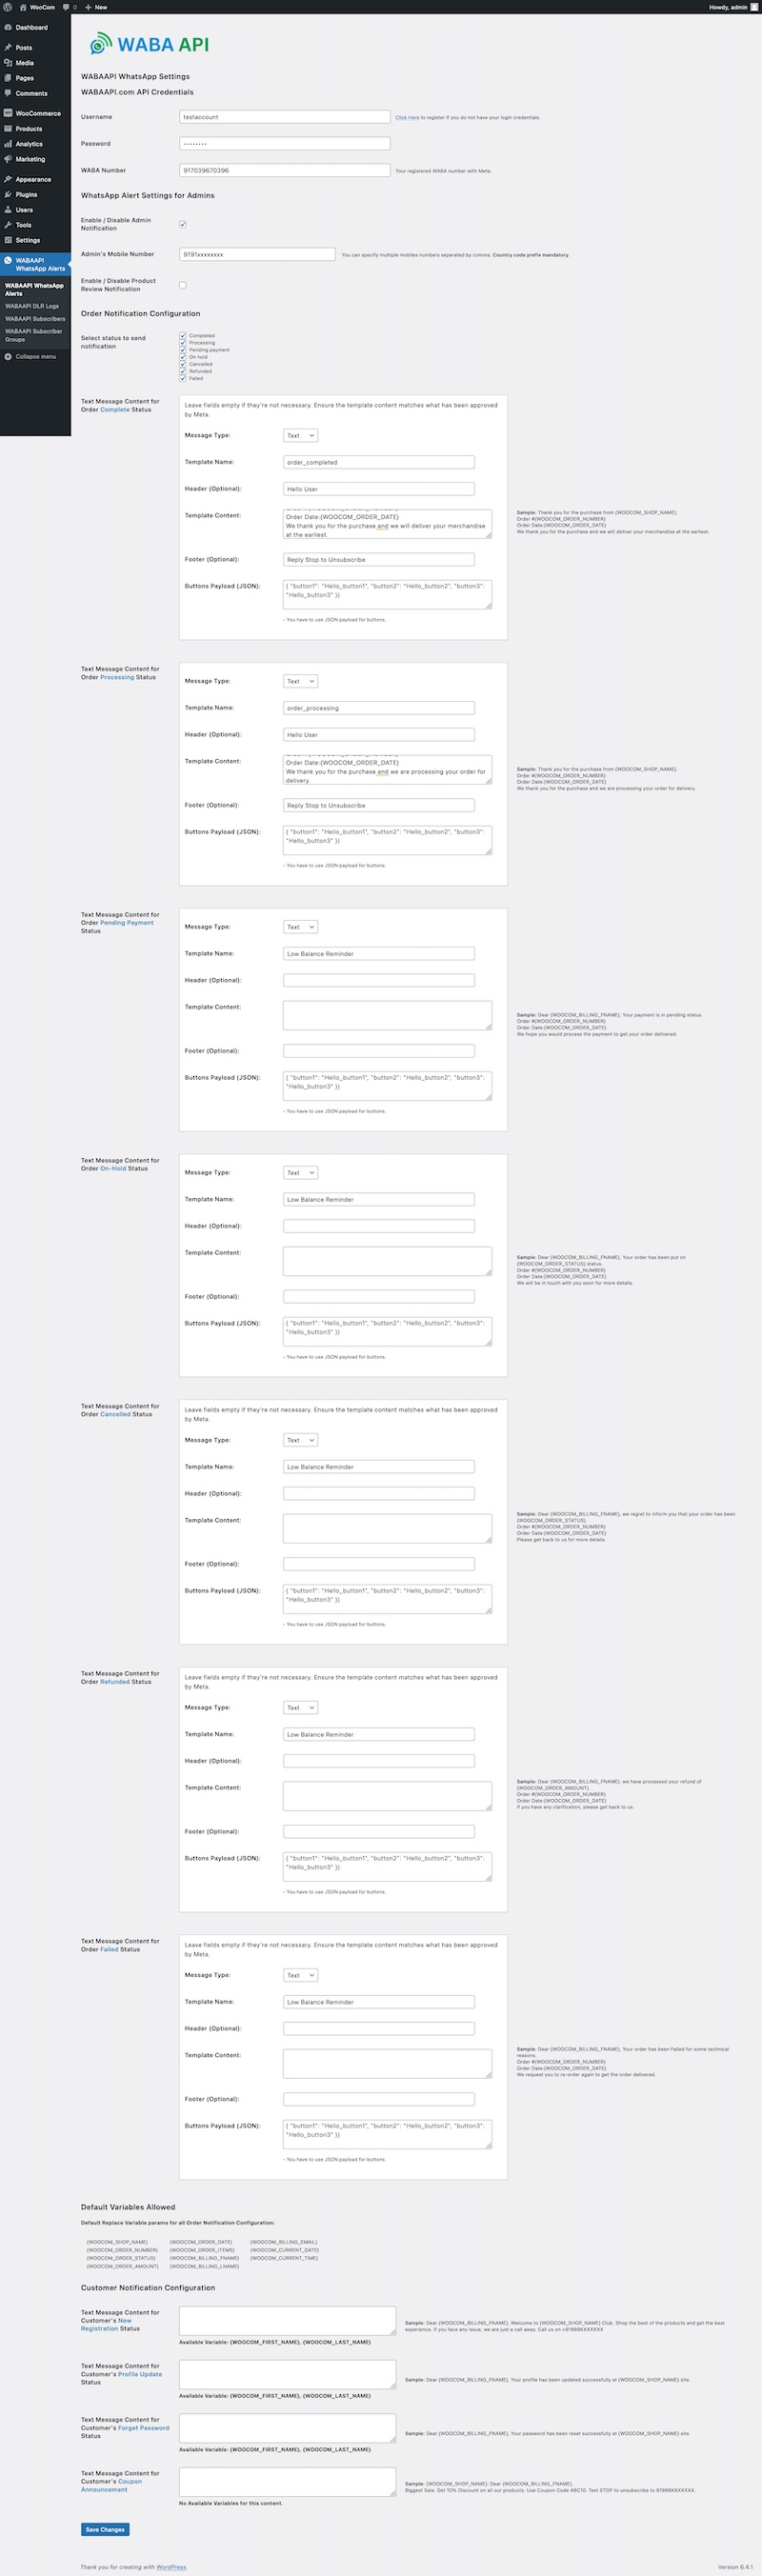 WooCom
0
New
Howdy, admin
Dashboard
Posts
Media
Pages
Comments
WooCommerce
Products
Analytics
Marketing
Appearance
Plugins
Users
Tools
Settings
WABAAPI
WhatsApp Alerts
WABAAPI WhatsApp
Alerts
WABAAPI DLR Logs
WABAAPI Subscribers
WABAAPI Subscriber
Groups
Collapse menu
WABA API
WABAAPI WhatsApp Settings
WABAAPI.com API Credentials
Username
testaccount
Click Here to register if you do not have your login credentials.
Password
········
WABA Number
917039670396
Your registered WABA number with Meta.
WhatsApp Alert Settings for Admins
Enable / Disable Admin
Notification
Admin's Mobile Number
9191xxxxxxxx
You can specify multiple mobiles numbers seperated by comma. Country code prefix mandatory.
Enable / Disable Product
Review Notification
Order Notification Configuration
Select status to send
notification
Completed
Processing
Pending payment
On hold
Cancelled
Refunded
Failed
Text Message Content for
Order Complete Status
Leave fields empty if they're not necessary. Ensure the template content matches what has been approved
by Meta.
Message Type:
Text
Template Name:
order_completed
Header (Optional):
Hello User
Template Content:
Order Date:{WOOCOM_ORDER_DATE}
We thank you for the purchase and we will deliver your merchandise
at the earliest.
Footer (Optional):
Reply Stop to Unsubscribe
Buttons Payload (JSON):
{ "button1": "Hello_button1", "button2": "Hello_button2", "button3":
"Hello_button3" }}
- You have to use JSON payload for buttons.
Sample: Thank you for the purchase from {WOOCOM_SHOP_NAME}.
Order #{WOOCOM_ORDER_NUMBER}
Order Date:{WOOCOM_ORDER_DATE}
We thank you for the purchase and we will deliver your merchandise at the earliest.
Text Message Content for
Order Processing Status
Message Type:
Text
Template Name:
order_processing
Header (Optional):
Hello User
Template Content:
Order Date:{WOOCOM_ORDER_DATE}
We thank you for the purchase and we are processing your order for
delivery.
Footer (Optional):
Reply Stop to Unsubscribe
Buttons Payload (JSON):
{ "button1": "Hello_button1", "button2": "Hello_button2", "button3":
"Hello_button3" }}
- You have to use JSON payload for buttons.
Sample: Thank you for the purchase from {WOOCOM_SHOP_NAME}.
Order #{WOOCOM_ORDER_NUMBER}
Order Date:{WOOCOM_ORDER_DATE}
We thank you for the purchase and we are processing your order for delivery.
Text Message Content for
Order Pending Payment
Status
Message Type:
Text
Template Name:
Low Balance Reminder
Header (Optional):
Template Content:
Footer (Optional):
Buttons Payload (JSON):
{ "button1": "Hello_button1", "button2": "Hello_button2", "button3":
"Hello_button3" }}
- You have to use JSON payload for buttons.
Sample: Dear {WOOCOM_BILLING_FNAME}, Your payment is in pending status.
Order #{WOOCOM_ORDER_NUMBER}
Order Date:{WOOCOM_ORDER_DATE}
We hope you would process the payment to get your order delivered.
Text Message Content for
Order On-Hold Status
Message Type:
Text
Template Name:
Low Balance Reminder
Header (Optional):
Template Content:
Footer (Optional):
Buttons Payload (JSON):
{ "button1": "Hello_button1", "button2": "Hello_button2", "button3":
"Hello_button3" }}
- You have to use JSON payload for buttons.
Sample: Dear {WOOCOM_BILLING_FNAME}, Your order has been put on
{WOOCOM_ORDER_STATUS} status.
Order #{WOOCOM_ORDER_NUMBER}
Order Date:{WOOCOM_ORDER_DATE}
We will be in touch with you soon for more details.
Text Message Content for
Order Cancelled Status
Leave fields empty if they're not necessary. Ensure the template content matches what has been approved
by Meta.
Message Type:
Text
Template Name:
Low Balance Reminder
Header (Optional):
Template Content:
Footer (Optional):
Buttons Payload (JSON):
{ "button1": "Hello_button1", "button2": "Hello_button2", "button3":
"Hello_button3" }}
- You have to use JSON payload for buttons.
Sample: Dear {WOOCOM_BILLING_FNAME}, we regret to inform you that your order has been
{WOOCOM_ORDER_STATUS}.
Order #{WOOCOM_ORDER_NUMBER}
Order Date:{WOOCOM_ORDER_DATE}
Please get back to us for more details.
Text Message Content for
Order Refunded Status
Leave fields empty if they're not necessary. Ensure the template content matches what has been approved
by Meta.
Message Type:
Text
Template Name:
Low Balance Reminder
Header (Optional):
Template Content:
Footer (Optional):
Buttons Payload (JSON):
{ "button1": "Hello_button1", "button2": "Hello_button2", "button3":
"Hello_button3" }}
- You have to use JSON payload for buttons.
Sample: Dear {WOOCOM_BILLING_FNAME}, we have processed your refund of
{WOOCOM_ORDER_AMOUNT}.
Order #{WOOCOM_ORDER_NUMBER}
Order Date:{WOOCOM_ORDER_DATE}
If you have any clarification, please get back to us.
Text Message Content for
Order Failed Status
Leave fields empty if they're not necessary. Ensure the template content matches what has been approved
by Meta.
Message Type:
Text
Template Name:
Low Balance Reminder
Header (Optional):
Template Content:
Footer (Optional):
Buttons Payload (JSON):
{ "button1": "Hello_button1", "button2": "Hello_button2", "button3":
"Hello_button3" }}
- You have to use JSON payload for buttons.
Sample: Dear {WOOCOM_BILLING_FNAME}, Your order has been Failed for some technical
reasons.
Order #{WOOCOM_ORDER_NUMBER}
Order Date:{WOOCOM_ORDER_DATE}
We request you to re-order again to get the order delivered.
Default Variables Allowed
Default Replace Variable params for all Order Notification Configuration:
{WOOCOM_SHOP_NAME} {WOOCOM_ORDER_DATE} {WOOCOM_BILLING_EMAIL}
{WOOCOM_ORDER_NUMBER} {WOOCOM_ORDER_ITEMS} {WOOCOM_CURRENT_DATE}
{WOOCOM_ORDER_STATUS} {WOOCOM_BILLING_FNAME} {WOOCOM_CURRENT_TIME}
{WOOCOM_ORDER_AMOUNT} {WOOCOM_BILLING_LNAME}
Customer Notification Configuration
Text Message Content for
Customer's New
Registration Status
Available Variable: {WOOCOM_FIRST_NAME}, {WOOCOM_LAST_NAME}
Sample: Dear {WOOCOM_BILLING_FNAME}, Welcome to {WOOCOM_SHOP_NAME} Club. Shop the best of the products and get the best
experience. If you face any issue, we are just a call away. Call us on +91999XXXXXXX
Text Message Content for
Customer's Profile Update
Status
Available Variable: {WOOCOM_FIRST_NAME}, {WOOCOM_LAST_NAME}
Sample: Dear {WOOCOM_BILLING_FNAME}, Your profile has been updated successfully at {WOOCOM_SHOP_NAME} site.
Text Message Content for
Customer's Forget Password
Status
Available Variable: {WOOCOM_FIRST_NAME}, {WOOCOM_LAST_NAME}
Sample: Dear {WOOCOM_BILLING_FNAME}, Your password has been reset successfully at {WOOCOM_SHOP_NAME} site.
Text Message Content for
Customer's Coupon
Announcement
No Available Variables for this content.
Sample: {WOOCOM_SHOP_NAME}: Dear {WOOCOM_BILLING_FNAME},
Biggest Sale. Get 10% Discount on all our products. Use Coupon Code ABC10. Text STOP to unsubscribe to 91999XXXXXXX.
Save Changes
Thank you for creating with WordPress.
Version 6.4.1